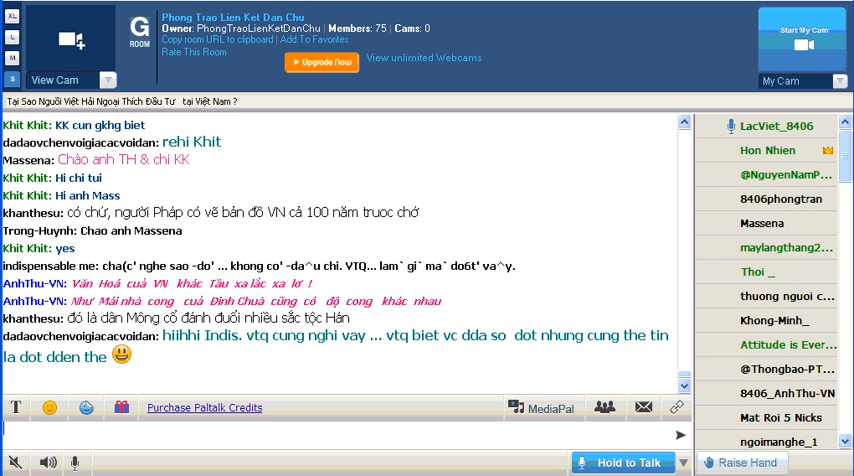 XL
L
M
S
View Cam
G
ROOM
Phong Trao Lien Ket Dan Chu
Owner: PhongTraoLienKetDanChu | Members: 75 | Cams: 0
Copy room URL to clipboard | Add To Favorites
Rate This Room
Upgrade Now
View unlimited Webcams
Start My Cam
My Cam
Tại Sao Người Việt Hải Ngoại Thích Đầu Tư tại Việt Nam ?
Khit Khit: KK cun gkhg biet
dadaovchenvoigiacacvoidan: rehi Khit
Massena: Chào anh TH & chi KK
Khit Khit: Hi chi tui
Khit Khit: Hi anh Mass
khanthesu: có chứ, người Pháp có vẽ bản đồ VN cả 100 năm truoc chớ
Trong-Huynh: Chao anh Massena
Khit Khit: yes
indispensable me: cha(c' nghe sao -do' ... khong co' -da^u chi. VTQ... lam` gi` ma` do6t' va^y.
AnhThu-VN: Văn Hoá cuả VN khác Tầu xa lắc xa lơ !
AnhThu-VN: Như Mái nhà cong cuả Đình Chuà cũng có độ cong khác nhau
khanthesu: đó là dân Mông cổ đánh đuổi nhiều sắc tộc Hán
dadaovchenvoigiacacvoidan: hiihhi Indis. vtq cung nghi vay ... vtq biet vc dda so dot nhung cung the tin
la dot dden the
T
Purchase Paltalk Credits
MediaPal
Hold to Talk
LacViet_8406
Hon Nhien
@NguyenNamP...
8406phongtran
Massena
maylangthang2...
Thoi _
thuong nguoi c...
Khong-Minh_
Attitude is Ever...
@Thongbao-PT...
8406_AnhThu-VN
Mat Roi 5 Nicks
ngoimanghe_1
Raise Hand